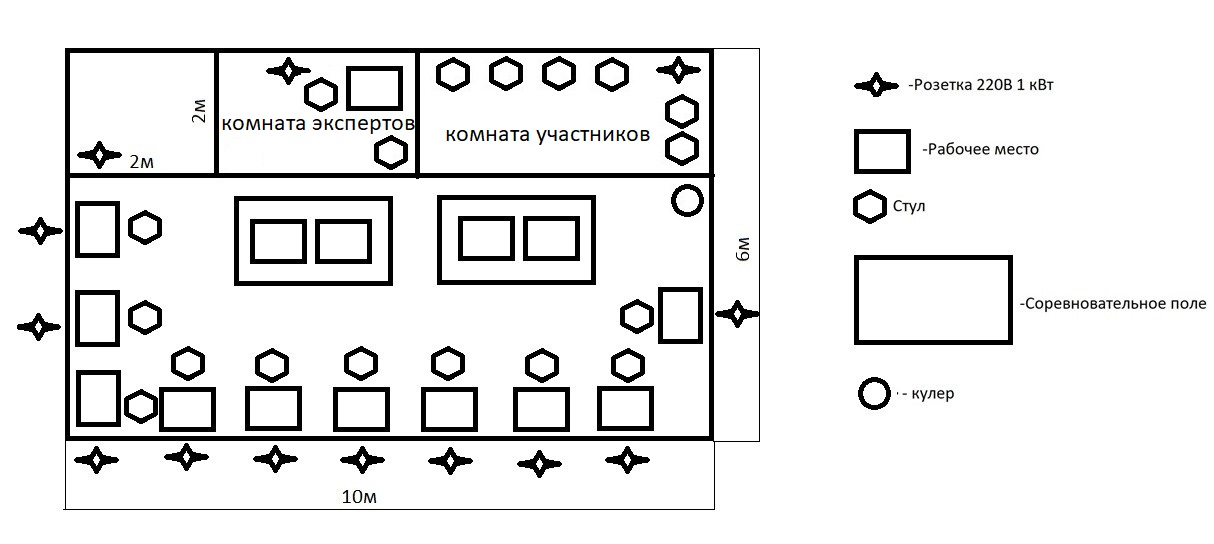 2м
комната экспертов
комната участников
2м
6м
10м
-Розетка 220В 1 кВт
-Рабочее место
Стул
-Соревновательное поле
- кулер